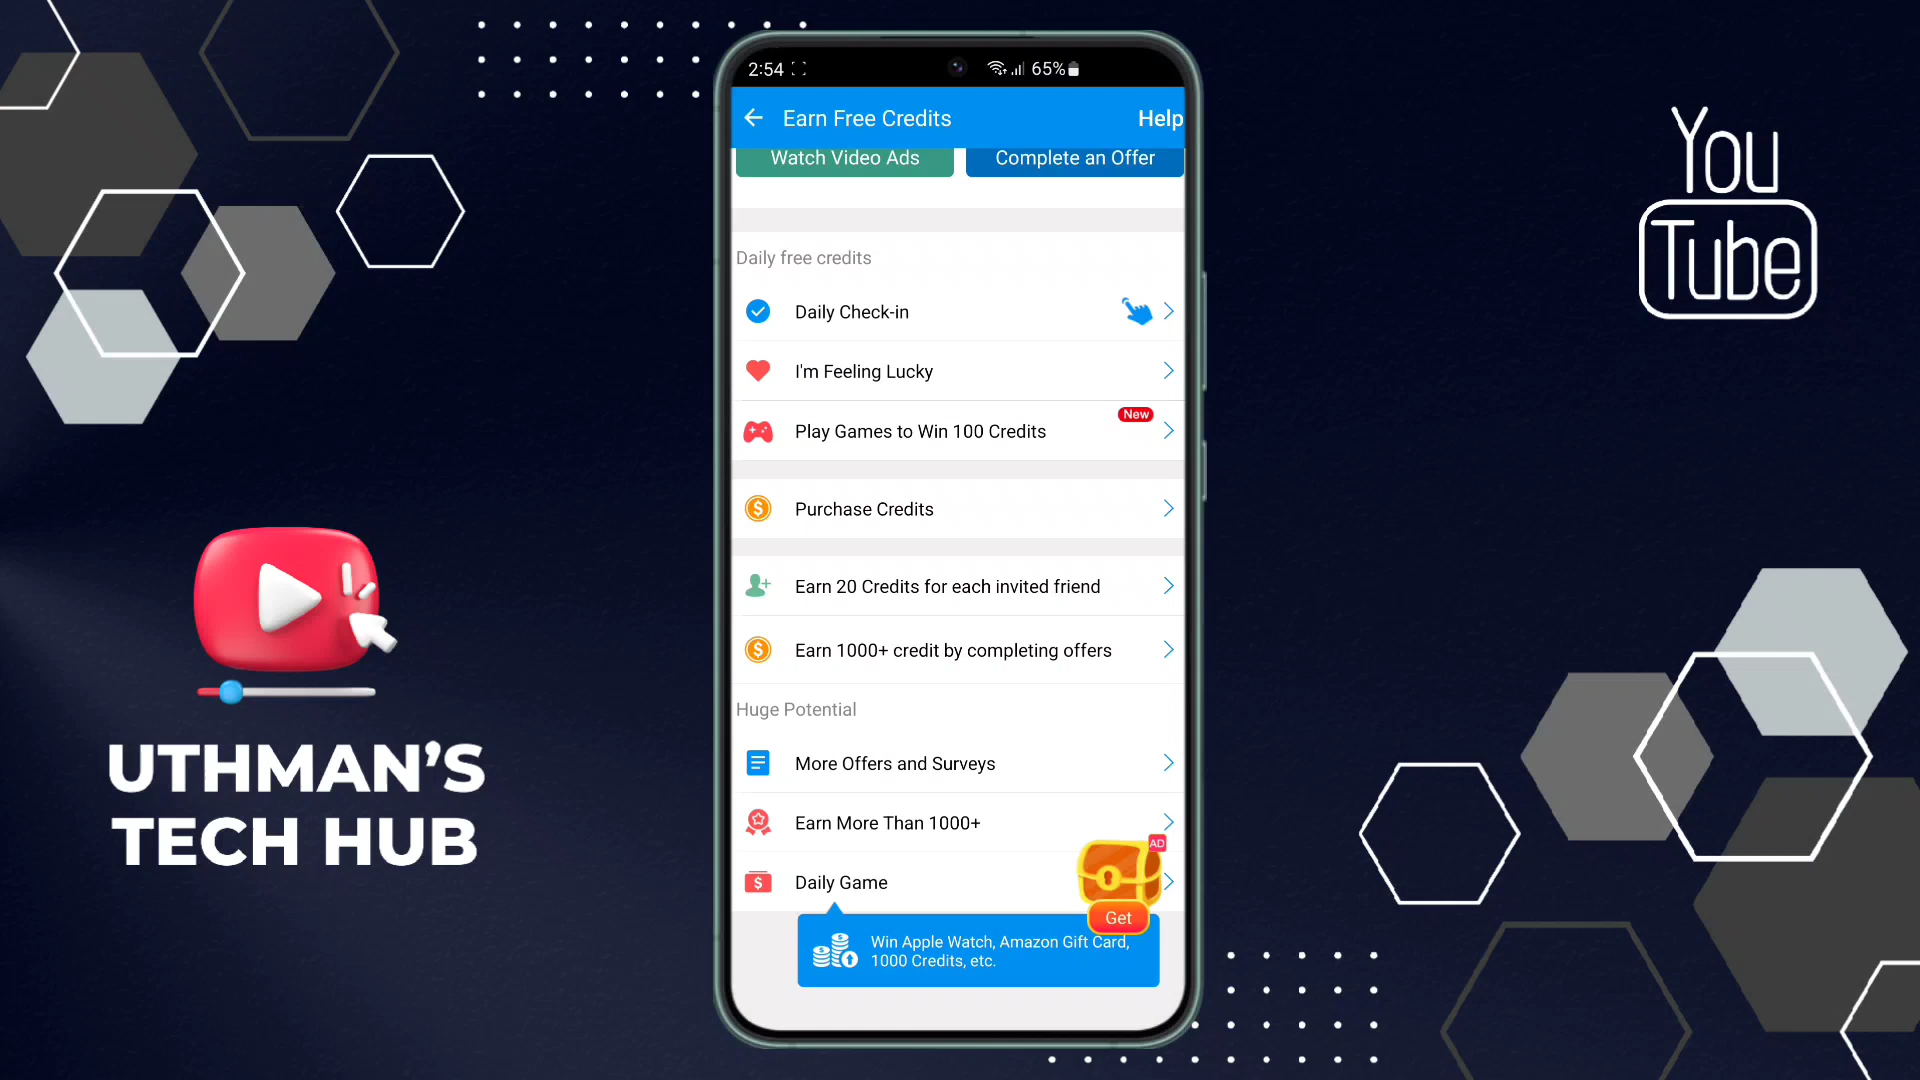 2:54
65%
Earn Free Credits
Help
Watch Video Ads
Complete an Offer
Daily free credits
Daily Check-in
I'm Feeling Lucky
New
Play Games to Win 100 Credits
Purchase Credits
Earn 20 Credits for each invited friend
Earn 1000+ credit by completing offers
Huge Potential
More Offers and Surveys
Earn More Than 1000+
AD
Daily Game
Get
Win Apple Watch, Amazon Gift Card,
1000 Credits, etc.
UTHMAN'S
TECH HUB
You
Tube